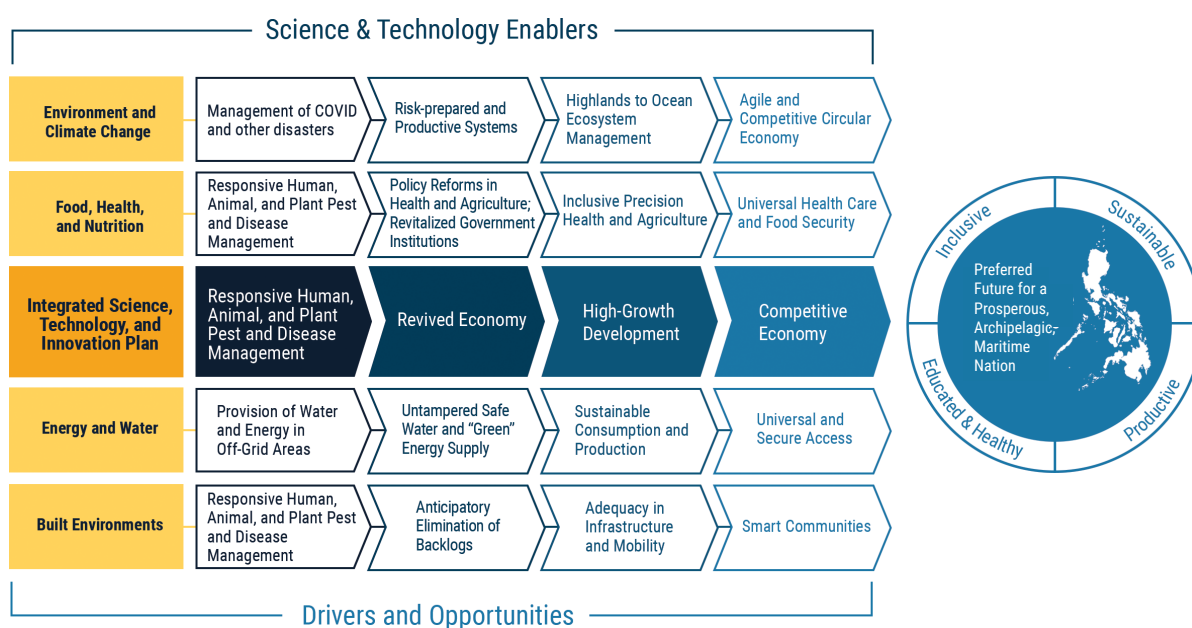 Science & Technology Enablers
Environment and
Climate Change
Management of COVID
and other disasters
Risk-prepared and
Productive Systems
Highlands to Ocean
Ecosystem
Management
Agile and
Competitive Circular
Economy
Food, Health,
and Nutrition
Responsive Human,
Animal, and Plant Pest
and Disease
Management
Policy Reforms in
Health and Agriculture;
Revitalized Government
Institutions
Inclusive Precision
Health and Agriculture
Universal Health Care
and Food Security
Integrated Science,
Technology, and
Innovation Plan
Responsive Human,
Animal, and Plant
Pest and Disease
Management
Revived Economy
High-Growth
Development
Competitive
Economy
Energy and Water
Provision of Water
and Energy in
Off-Grid Areas
Untampered Safe
Water and “Green”
Energy Supply
Sustainable
Consumption and
Production
Universal and
Secure Access
Built Environments
Responsive Human,
Animal, and Plant Pest
and Disease
Management
Anticipatory
Elimination of
Backlogs
Adequacy in
Infrastructure
and Mobility
Smart Communities
Drivers and Opportunities
Inclusive
Sustainable
Preferred
Future for a
Prosperous,
Archipelagic,
Maritime
Nation
Educated & Healthy
Productive